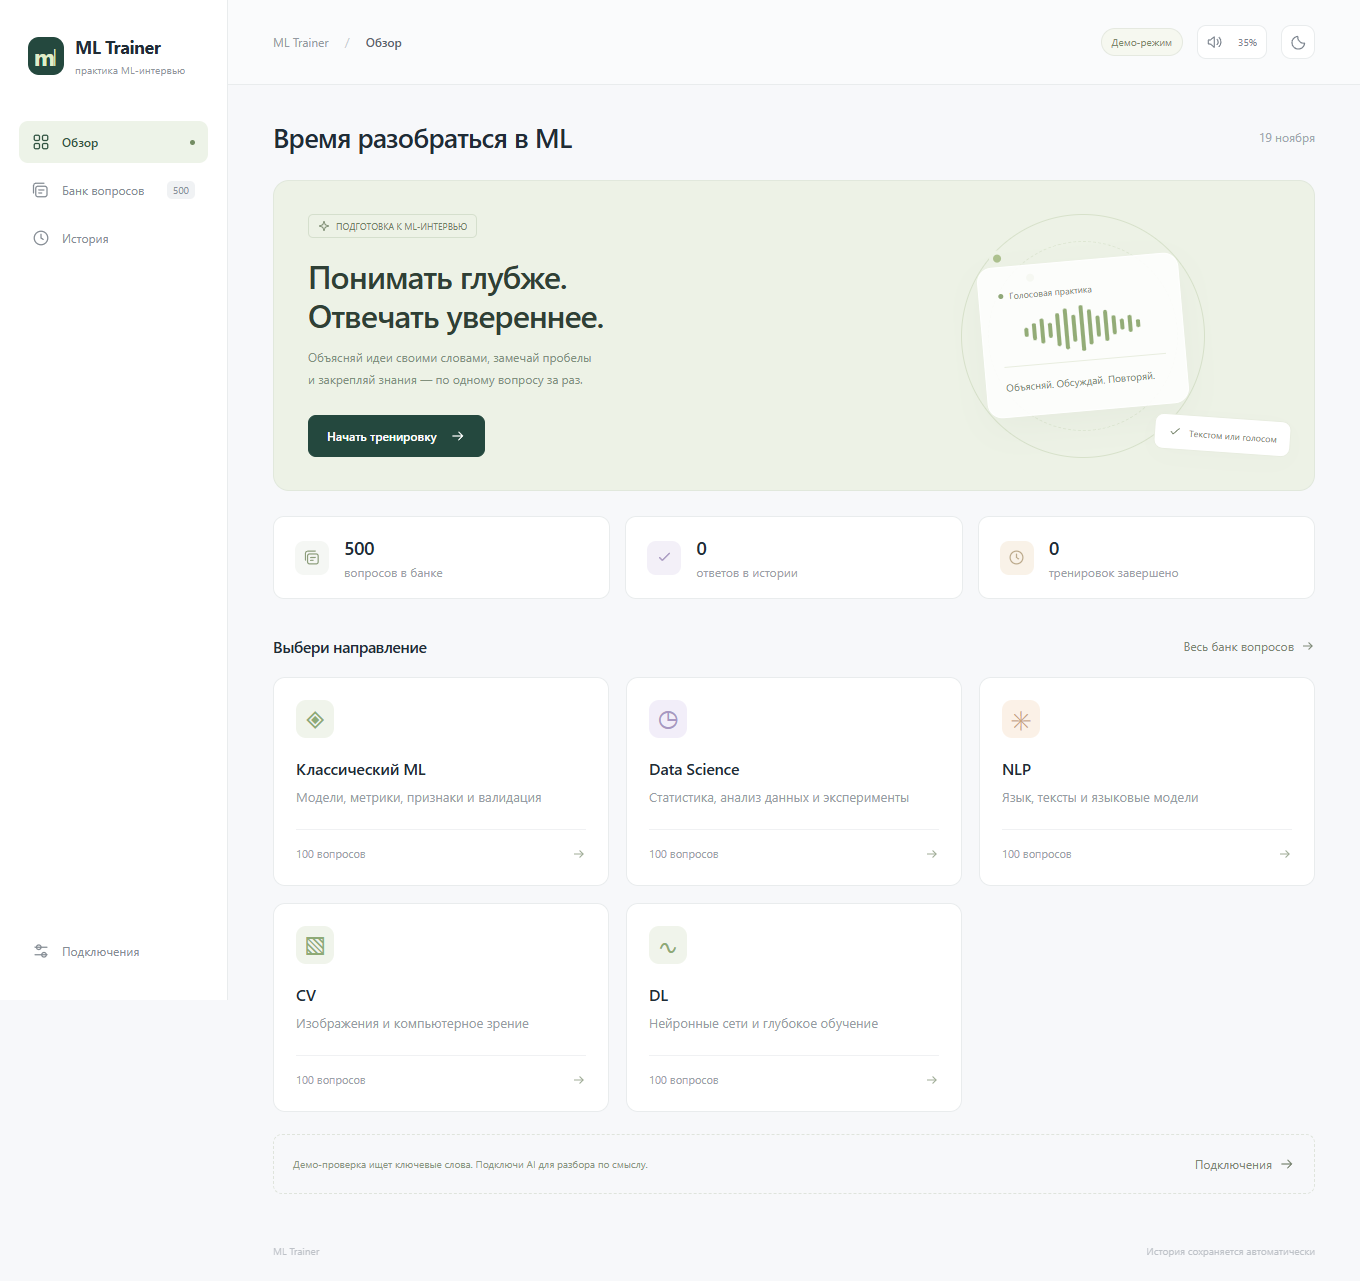 ml
ML Trainer
практика ML-интервью
Обзор
Банк вопросов 500
История
Подключения
ML Trainer / Обзор
Демо-режим
35%
Время разобраться в ML
19 ноября
ПОДГОТОВКА К ML-ИНТЕРВЬЮ
Понимать глубже.
Отвечать увереннее.
Объясняй идеи своими словами, замечай пробелы
и закрепляй знания — по одному вопросу за раз.
Начать тренировку
Голосовая практика
Объясняй. Обсуждай. Повторяй.
Текстом или голосом
500
вопросов в банке
0
ответов в истории
0
тренировок завершено
Выбери направление
Весь банк вопросов
Классический ML
Модели, метрики, признаки и валидация
100 вопросов
Data Science
Статистика, анализ данных и эксперименты
100 вопросов
NLP
Язык, тексты и языковые модели
100 вопросов
CV
Изображения и компьютерное зрение
100 вопросов
DL
Нейронные сети и глубокое обучение
100 вопросов
Демо-проверка ищет ключевые слова. Подключи AI для разбора по смыслу.
Подключения
ML Trainer
История сохраняется автоматически